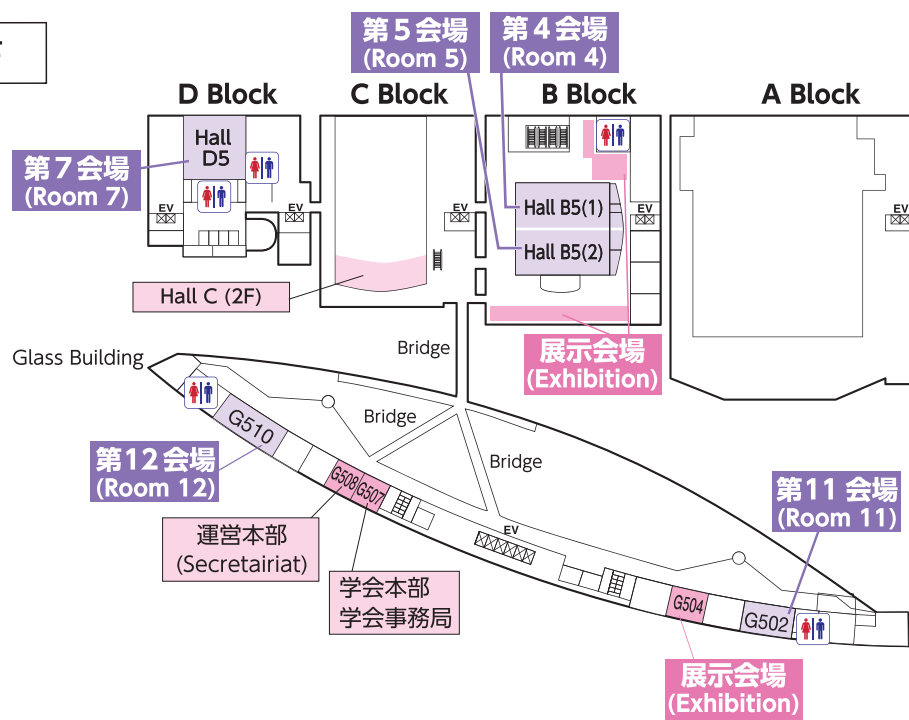 第5会場
(Room 5)
第4会場
(Room 4)
D Block
C Block
B Block
A Block
Hall
D5
第7会場
(Room 7)
EV
EV
EV
EV
EV
Hall B5(1)
Hall B5(2)
Hall C (2F)
展示会場
(Exhibition)
Bridge
Glass Building
Bridge
Bridge
G510
第12会場
(Room 12)
G508
G507
運営本部
(Secretairiat)
学会本部
学会事務局
EV
第11会場
(Room 11)
G504
G502
展示会場
(Exhibition)